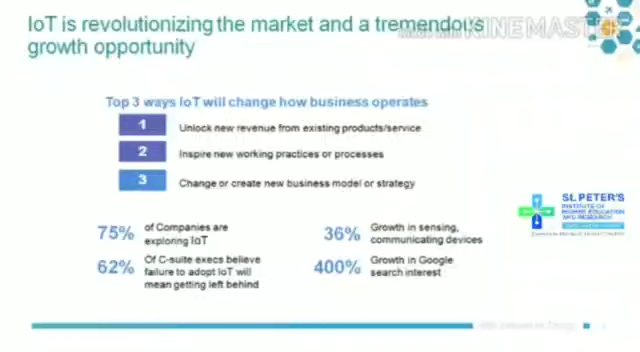 IoT is revolutionizing the market and a tremendous
growth opportunity
KINEMASTER
Top 3 ways IoT will change how business operates
1 Unlock new revenue from existing products/service
2 Inspire new working practices or processes
3 Change or create new business model or strategy
75% of Companies are
exploring IoT
62% Of C-suite execs believe
failure to adopt IoT will
mean getting left behind
36% Growth in sensing,
communicating devices
400% Growth in Google
search interest
ST. PETER'S
INSTITUTE OF
HIGHER EDUCATION
AND RESEARCH